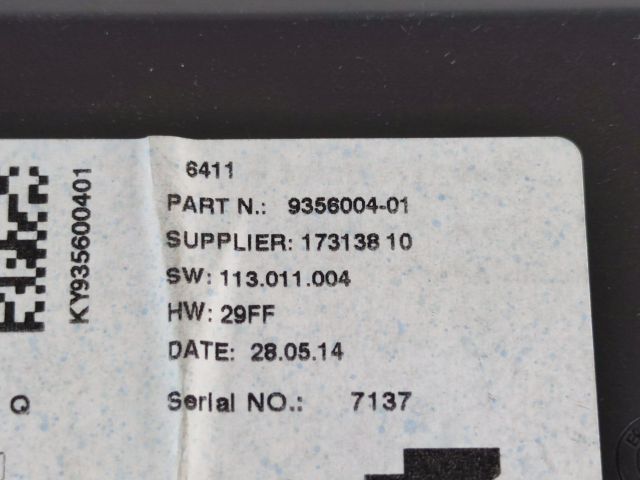 6411
PART N.: 9356004-01
SUPPLIER: 173138 10
SW: 113.011.004
HW: 29FF
DATE: 28.05.14
Serial NO.: 7137
KY935600401
Q